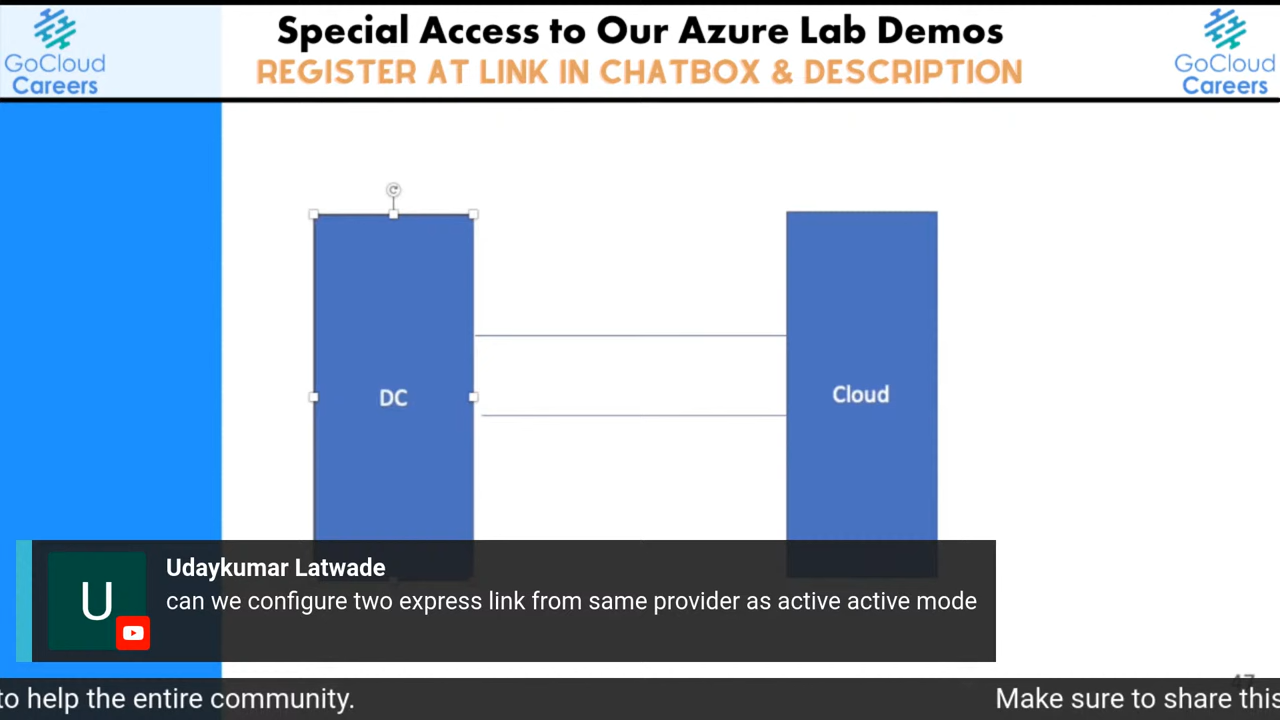 GoCloud
Careers
Special Access to Our Azure Lab Demos
REGISTER AT LINK IN CHATBOX & DESCRIPTION
GoCloud
Careers
DC
Cloud
U
Udaykumar Latwade
can we configure two express link from same provider as active active mode
47
to help the entire community.
Make sure to share this